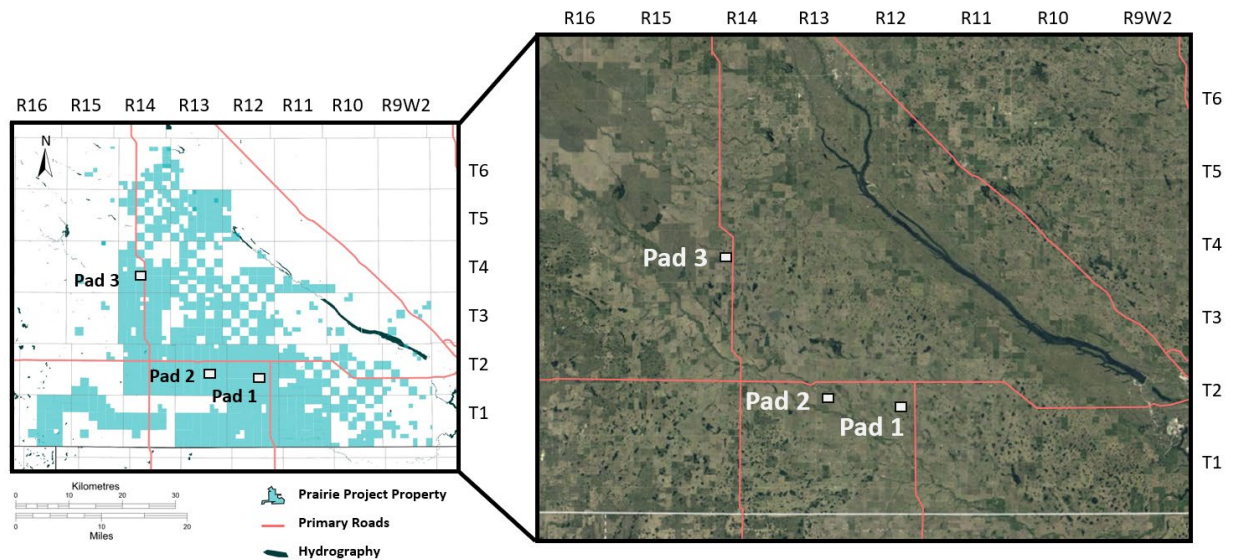 R16 R15 R14 R13 R12 R11 R10 R9W2
T6
T5
T4
T3
T2
T1
N
Pad 3
Pad 2
Pad 1
Kilometres
0 10 20 30
0 10 20
Miles
Prairie Project Property
Primary Roads
Hydrography
R16 R15 R14 R13 R12 R11 R10 R9W2
T6
T5
T4
T3
T2
T1
Pad 3
Pad 2
Pad 1